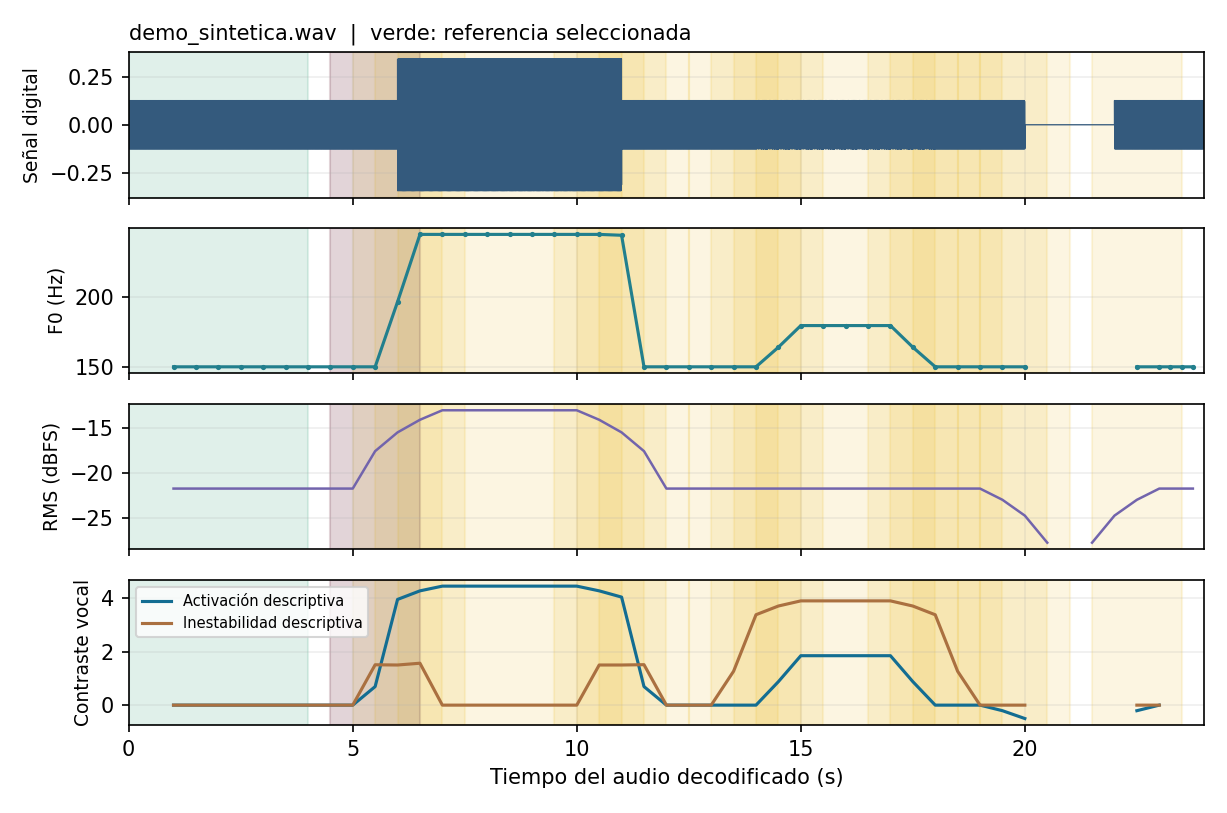 demo_sintetica.wav | verde: referencia seleccionada
Señal digital
0.25
0.00
−0.25
F0 (Hz)
200
150
RMS (dBFS)
−15
−20
−25
Contraste vocal
4
2
0
Activación descriptiva
Inestabilidad descriptiva
0 5 10 15 20
Tiempo del audio decodificado (s)